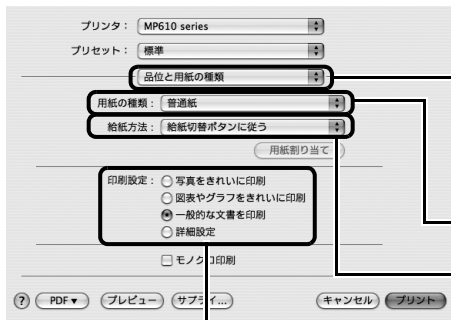 プリンタ： MP610 series
プリセット： 標準
品位と用紙の種類
用紙の種類： 普通紙
給紙方法： 給紙切替ボタンに従う
用紙割り当て
印刷設定： 写真をきれいに印刷
図表やグラフをきれいに印刷
一般的な文書を印刷
詳細設定
モノクロ印刷
? PDF▼ プレビュー サプライ... キャンセル プリント